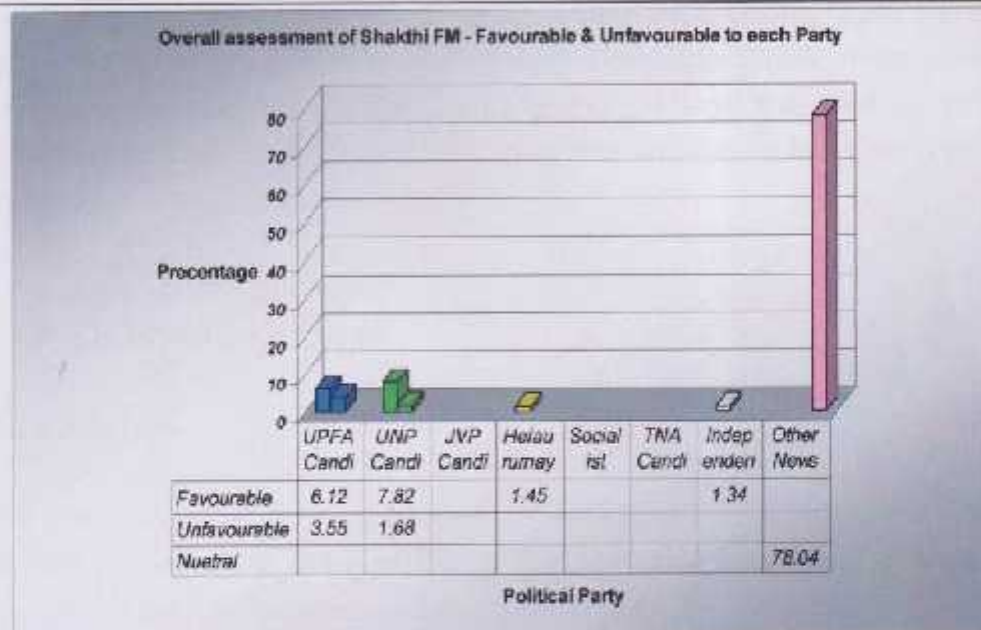 Overall assessment of Shakthi FM - Favourable & Unfavourable to each Party
80
70
60
50
Precentage 40
30
20
10
0
UPFA UNP JVP Helau Social TNA Indep Other
Candi Candi Candi rumay ist Candi enden News
Favourable 6.12 7.82 1.45 1.34
Unfavourable 3.55 1.68
Nuetral 78.04
Political Party